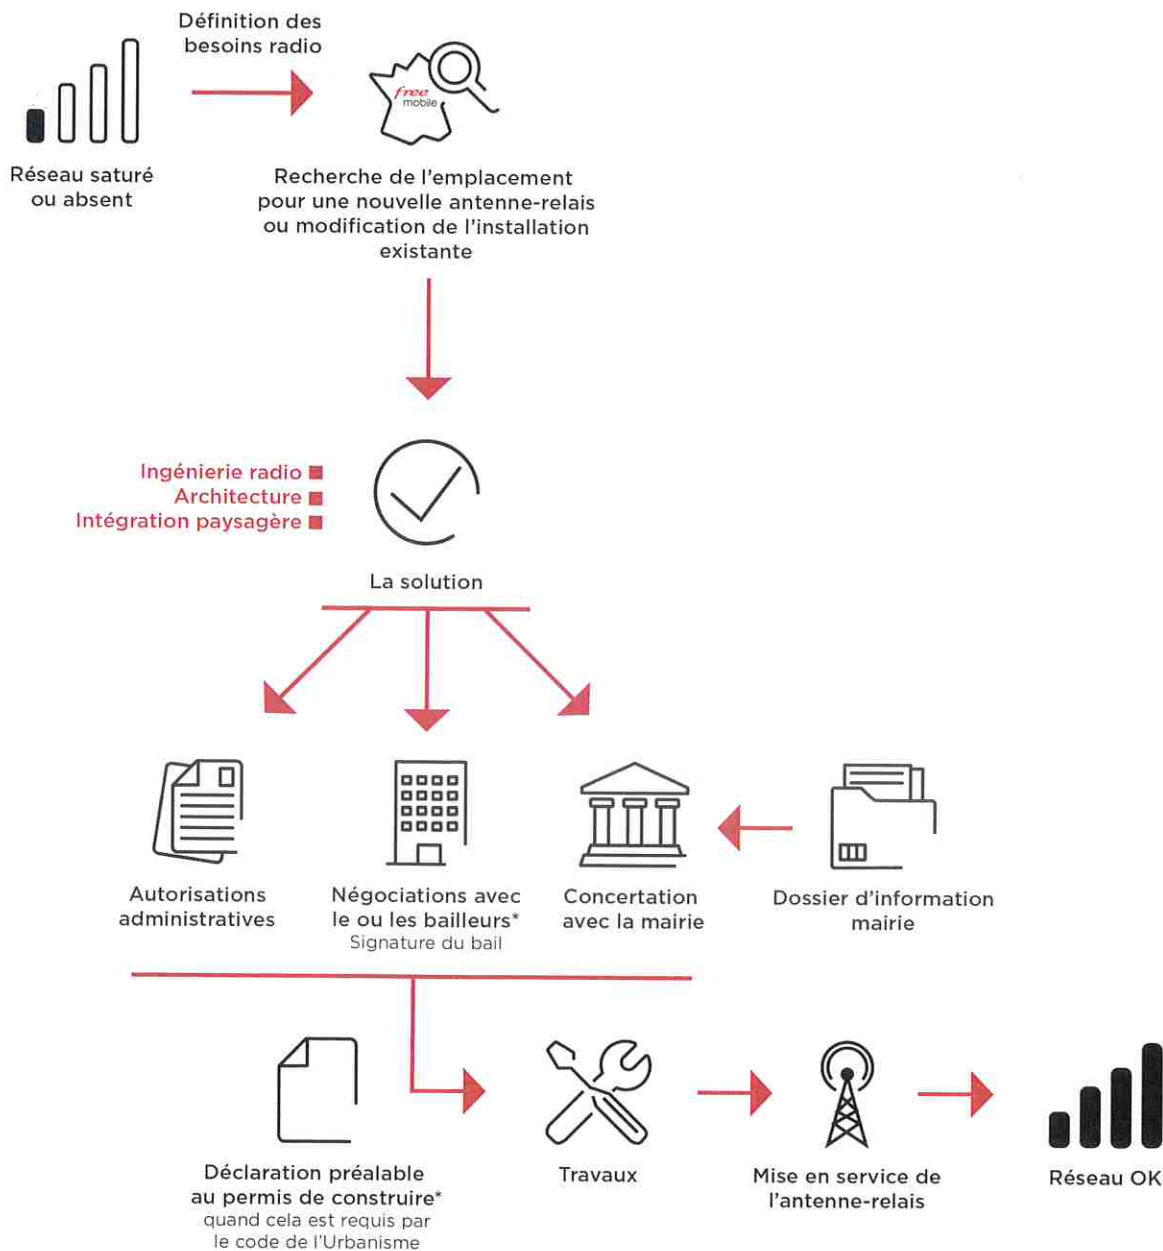 Définition des
besoins radio
free
mobile
Réseau saturé
ou absent
Recherche de l'emplacement
pour une nouvelle antenne-relais
ou modification de l'installation
existante
Ingénierie radio
Architecture
Intégration paysagère
La solution
Autorisations
administratives
Négociations avec
le ou les bailleurs*
Signature du bail
Concertation
avec la mairie
Dossier d'information
mairie
Déclaration préalable
au permis de construire*
quand cela est requis par
le code de l'Urbanisme
Travaux
Mise en service de
l'antenne-relais
Réseau OK